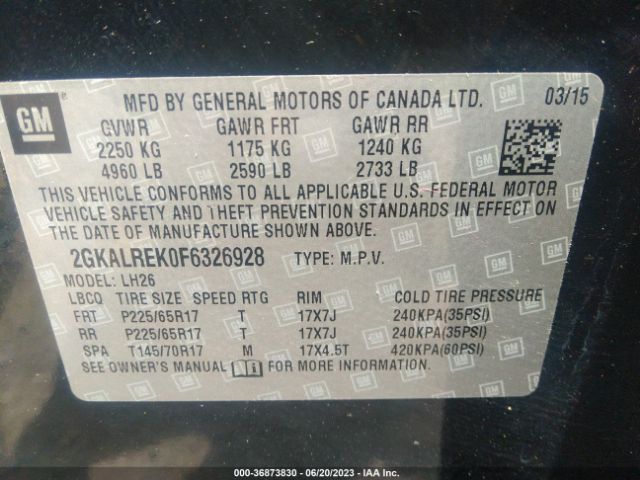 GM
MFD BY GENERAL MOTORS OF CANADA LTD. 03/15
GVWR GAWR FRT GAWR RR
2250 KG 1175 KG 1240 KG
4960 LB 2590 LB 2733 LB
THIS VEHICLE CONFORMS TO ALL APPLICABLE U.S. FEDERAL MOTOR
VEHICLE SAFETY AND THEFT PREVENTION STANDARDS IN EFFECT ON
THE DATE OF MANUFACTURE SHOWN ABOVE.
2GKALREK0F6326928 TYPE: M.P.V.
MODEL: LH26
LBCQ TIRE SIZE SPEED RTG RIM COLD TIRE PRESSURE
FRT P225/65R17 T 17X7J 240KPA(35PSI)
RR P225/65R17 T 17X7J 240KPA(35PSI)
SPA T145/70R17 M 17X4.5T 420KPA(60PSI)
SEE OWNER'S MANUAL FOR MORE INFORMATION.
000-36873830 - 06/20/2023 - IAA Inc.